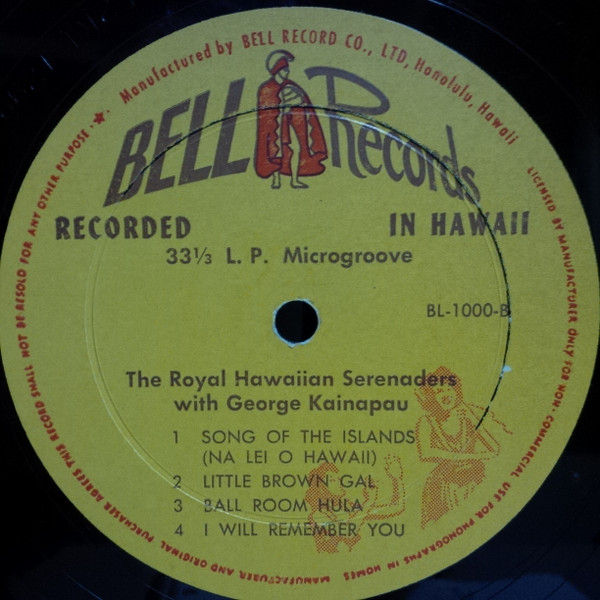 Manufactured by BELL RECORD CO., LTD, Honolulu, Hawaii
BELL Records
RECORDED IN HAWAII
33⅓ L. P. Microgroove
BL-1000-B
The Royal Hawaiian Serenaders
with George Kainapau
1 SONG OF THE ISLANDS
(NA LEI O HAWAII)
2 LITTLE BROWN GAL
3 BALL ROOM HULA
4 I WILL REMEMBER YOU
LICENSED BY MANUFACTURER ONLY FOR NON-COMMERCIAL USE FOR PHONOGRAPHS IN HOMES. MANUFACTURER AND ORIGINAL PURCHASER AGREES THIS RECORD SHALL NOT BE RESOLD FOR ANY OTHER PURPOSE